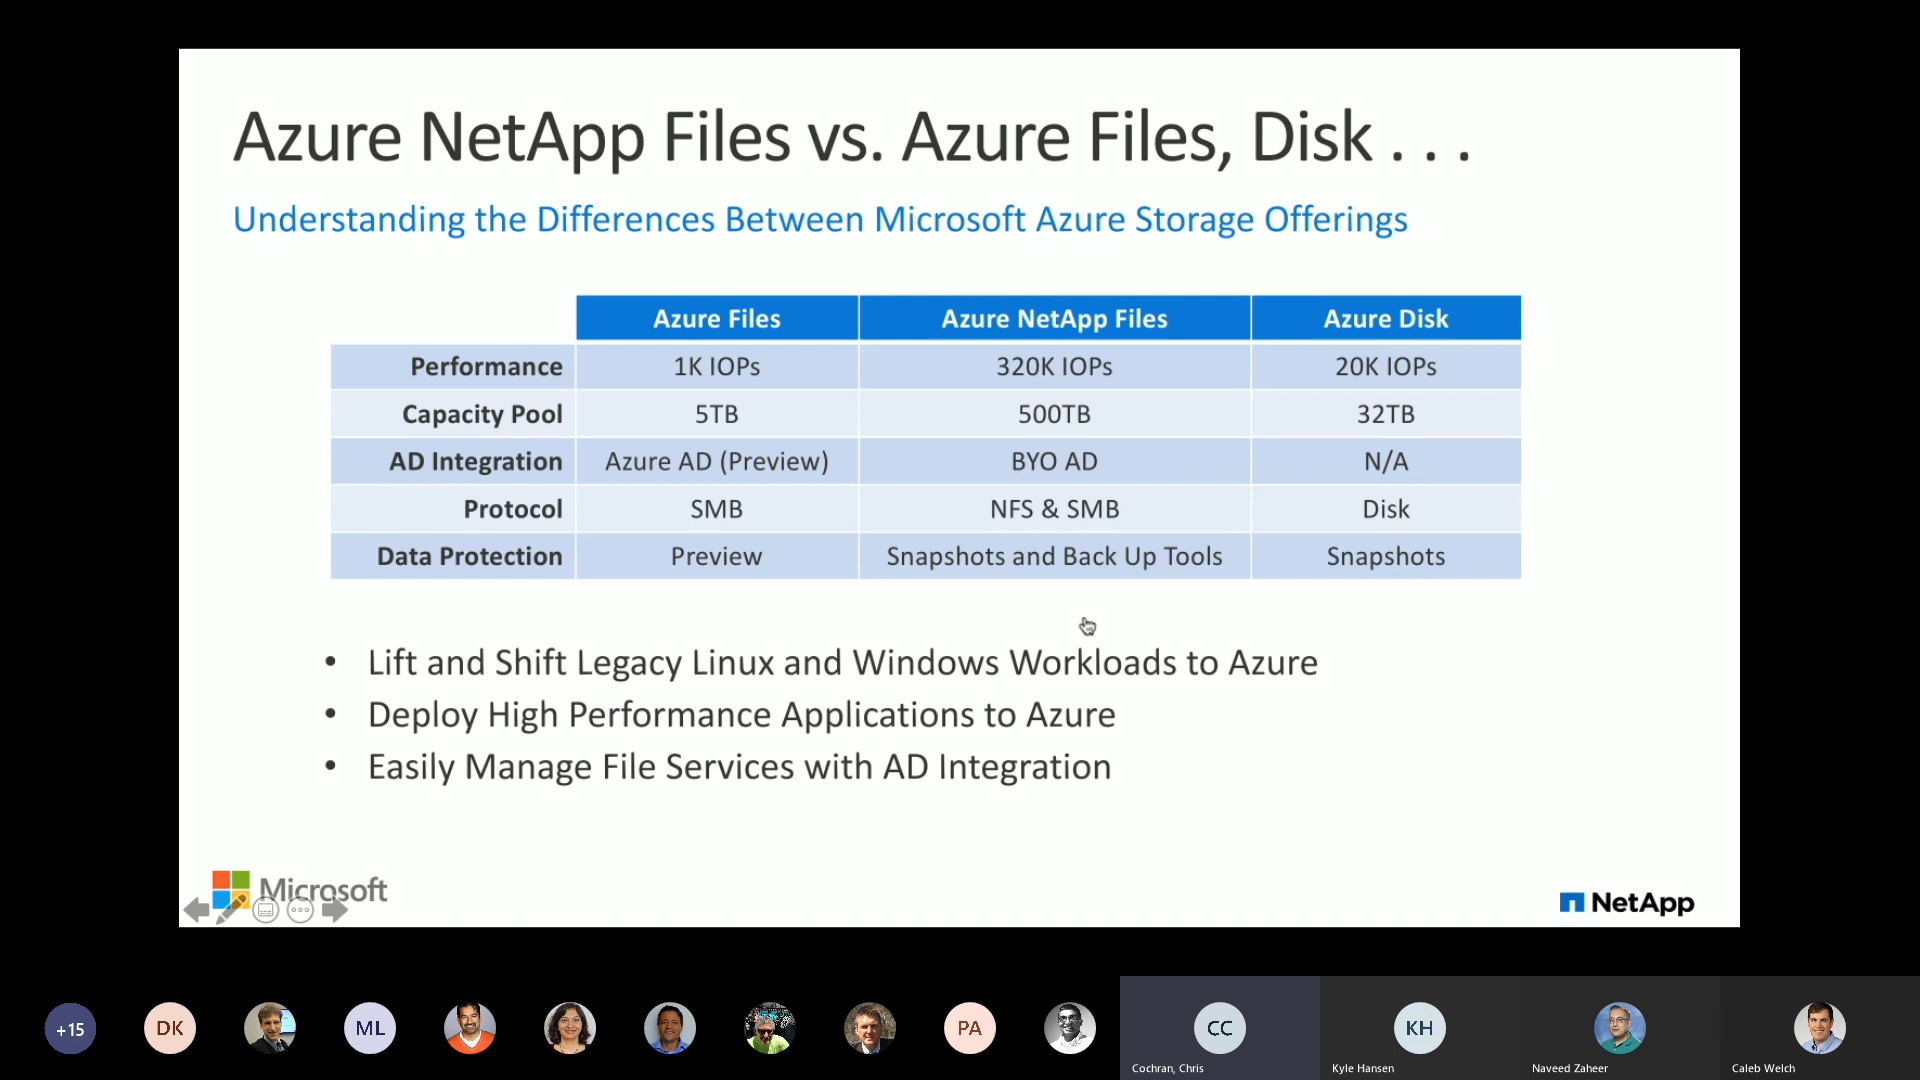 Azure NetApp Files vs. Azure Files, Disk . . .
Understanding the Differences Between Microsoft Azure Storage Offerings
Azure Files Azure NetApp Files Azure Disk
Performance 1K IOPs 320K IOPs 20K IOPs
Capacity Pool 5TB 500TB 32TB
AD Integration Azure AD (Preview) BYO AD N/A
Protocol SMB NFS & SMB Disk
Data Protection Preview Snapshots and Back Up Tools Snapshots
• Lift and Shift Legacy Linux and Windows Workloads to Azure
• Deploy High Performance Applications to Azure
• Easily Manage File Services with AD Integration
Microsoft
NetApp
+15 DK ML PA CC KH
Cochran, Chris Kyle Hansen Naveed Zaheer Caleb Welch